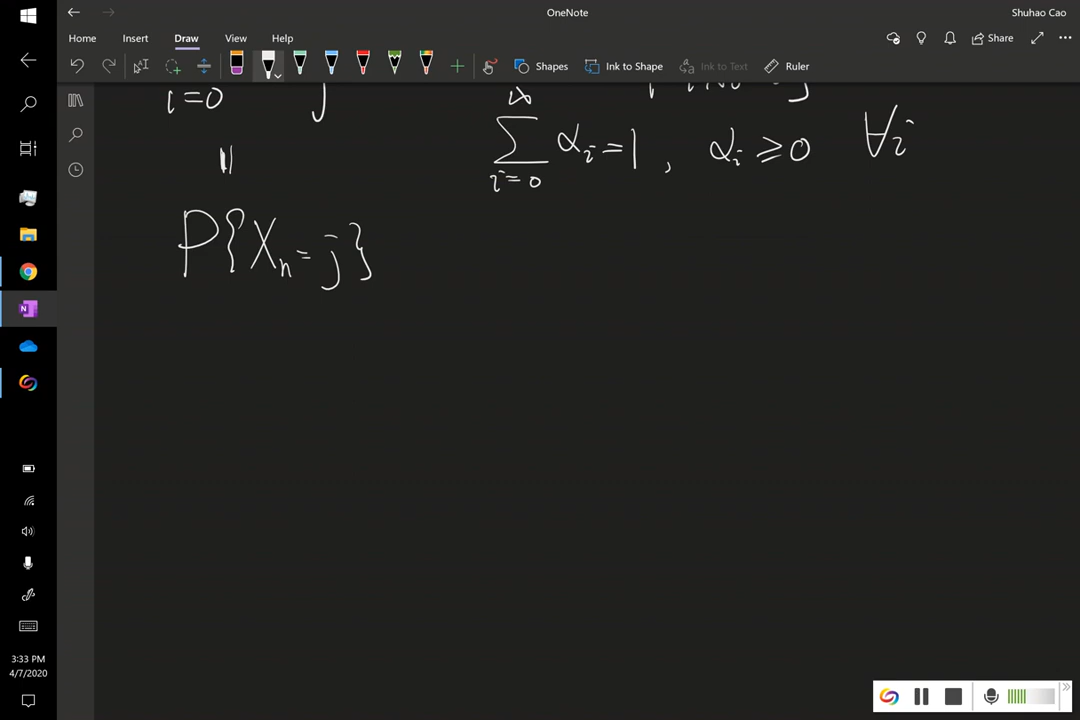 OneNote
Shuhao Cao
Home Insert Draw View Help
Share
Shapes Ink to Shape Ink to Text Ruler
i=0 j
∞
∑ αi = 1, αi ⩾ 0 ∀i
i=0
||
P{Xn = j}
3:33 PM
4/7/2020